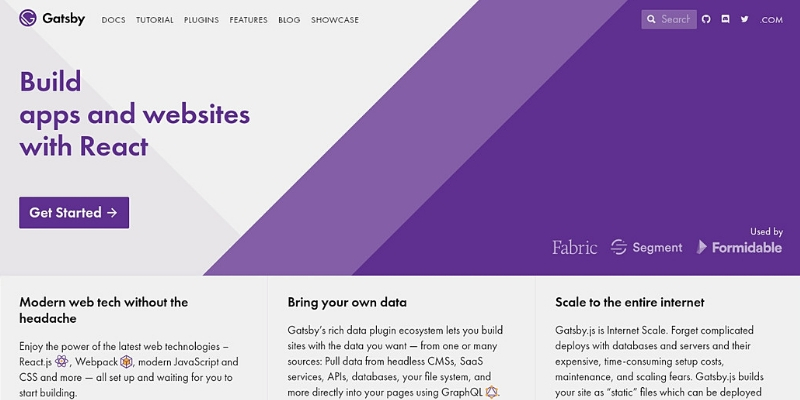 Gatsby DOCS TUTORIAL PLUGINS FEATURES BLOG SHOWCASE Search .COM
Build
apps and websites
with React
Get Started →
Used by
Fabric Segment Formidable
Modern web tech without the
headache
Enjoy the power of the latest web technologies –
React.js , Webpack , modern JavaScript and
CSS and more — all set up and waiting for you to
start building.
Bring your own data
Gatsby’s rich data plugin ecosystem lets you build
sites with the data you want — from one or many
sources: Pull data from headless CMSs, SaaS
services, APIs, databases, your file system, and
more directly into your pages using GraphQL .
Scale to the entire internet
Gatsby.js is Internet Scale. Forget complicated
deploys with databases and servers and their
expensive, time-consuming setup costs,
maintenance, and scaling fears. Gatsby.js builds
your site as “static” files which can be deployed